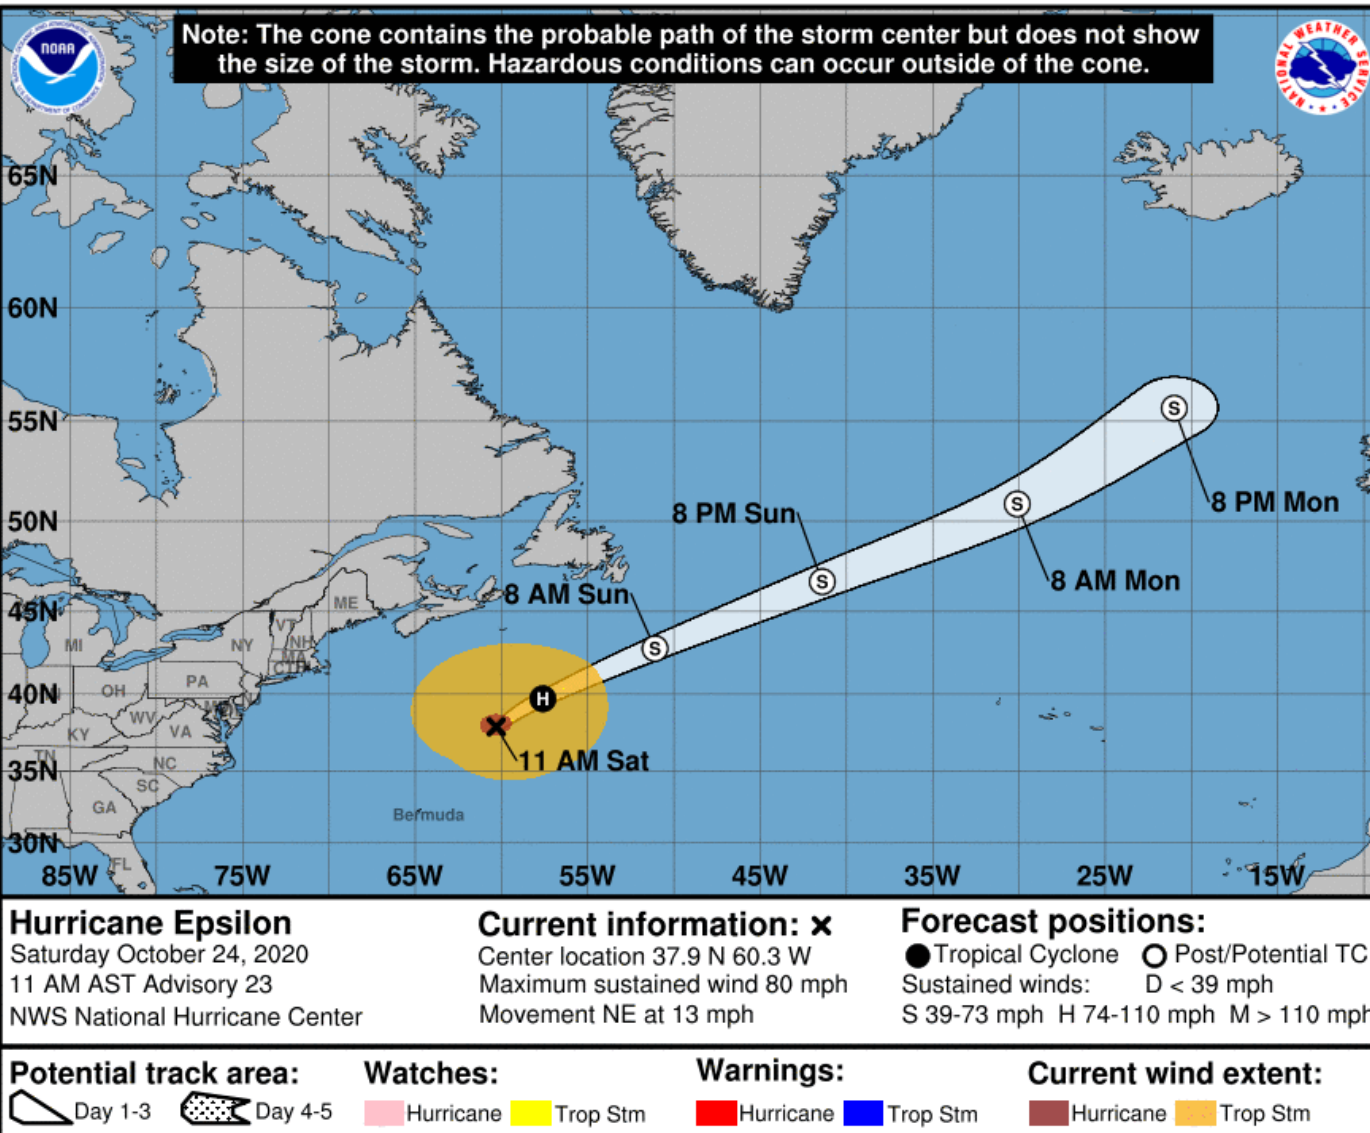 Note: The cone contains the probable path of the storm center but does not show
the size of the storm. Hazardous conditions can occur outside of the cone.
NOAA
NATIONAL WEATHER SERVICE
65N
60N
55N
50N
45N
40N
35N
30N
85W 75W 65W 55W 45W 35W 25W 15W
S
8 PM Mon
S
8 AM Mon
8 PM Sun
S
8 AM Sun
S
H
11 AM Sat
Bermuda
ME
VT
NH
MA
NY
MI
PA
OH
WV
VA
KY
TN
NC
SC
GA
FL
Hurricane Epsilon
Saturday October 24, 2020
11 AM AST Advisory 23
NWS National Hurricane Center
Current information: ×
Center location 37.9 N 60.3 W
Maximum sustained wind 80 mph
Movement NE at 13 mph
Forecast positions:
Tropical Cyclone Post/Potential TC
Sustained winds: D < 39 mph
S 39-73 mph H 74-110 mph M > 110 mph
Potential track area:
Day 1-3 Day 4-5
Watches:
Hurricane Trop Stm
Warnings:
Hurricane Trop Stm
Current wind extent:
Hurricane Trop Stm